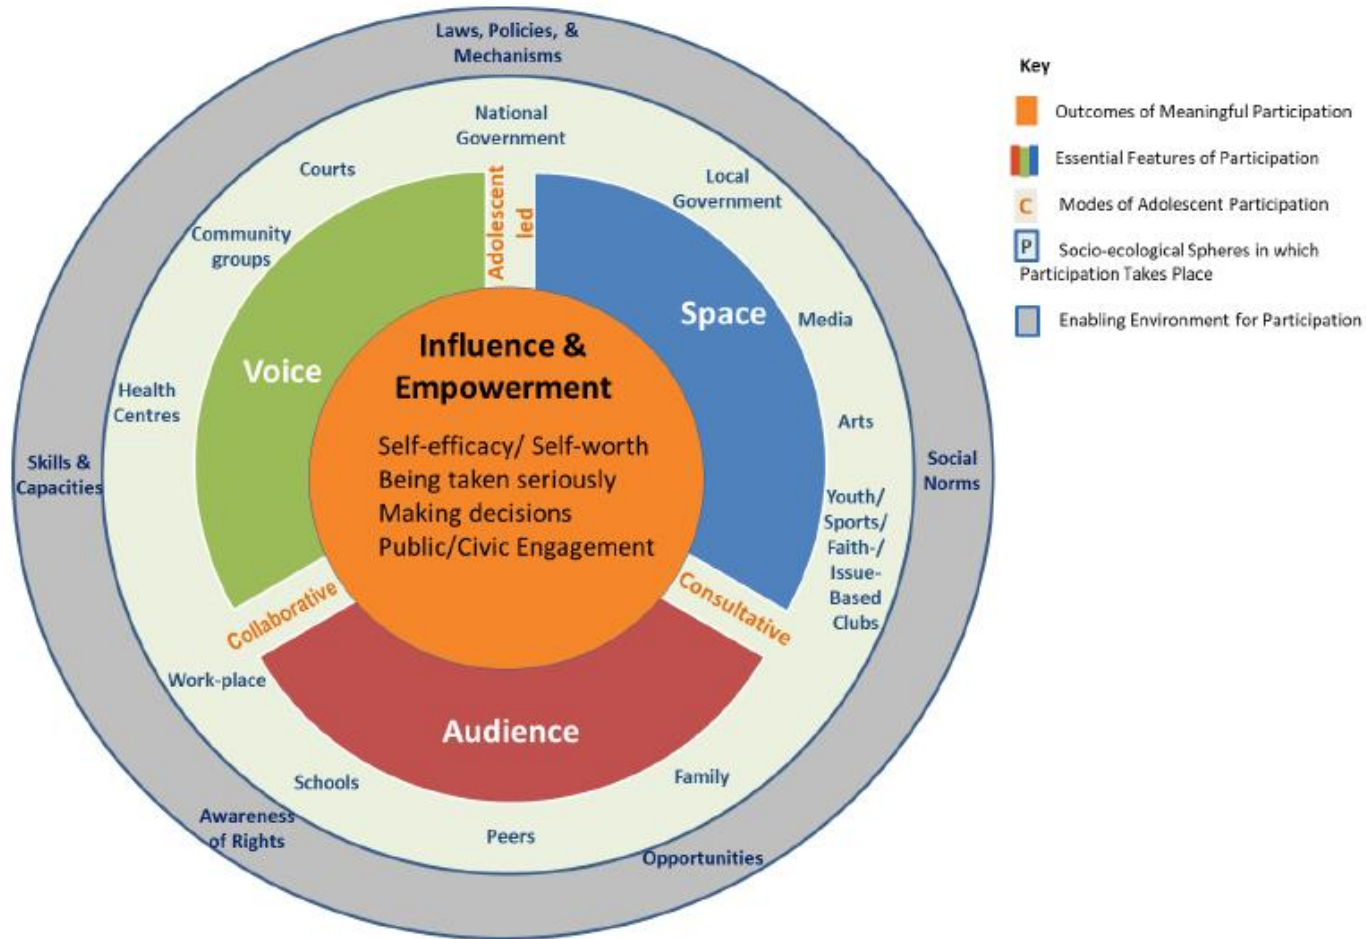 Laws, Policies, &
Mechanisms
National
Government
Courts
Local
Government
Community
groups
Adolescent
led
Space
Media
Voice
Influence &
Empowerment
Self-efficacy/ Self-worth
Being taken seriously
Making decisions
Public/Civic Engagement
Health
Centres
Arts
Skills &
Capacities
Social
Norms
Youth/
Sports/
Faith-/
Issue-
Based
Clubs
Collaborative
Consultative
Work-place
Audience
Schools
Family
Awareness
of Rights
Peers
Opportunities
Key
Outcomes of Meaningful Participation
Essential Features of Participation
C Modes of Adolescent Participation
P Socio-ecological Spheres in which
Participation Takes Place
Enabling Environment for Participation